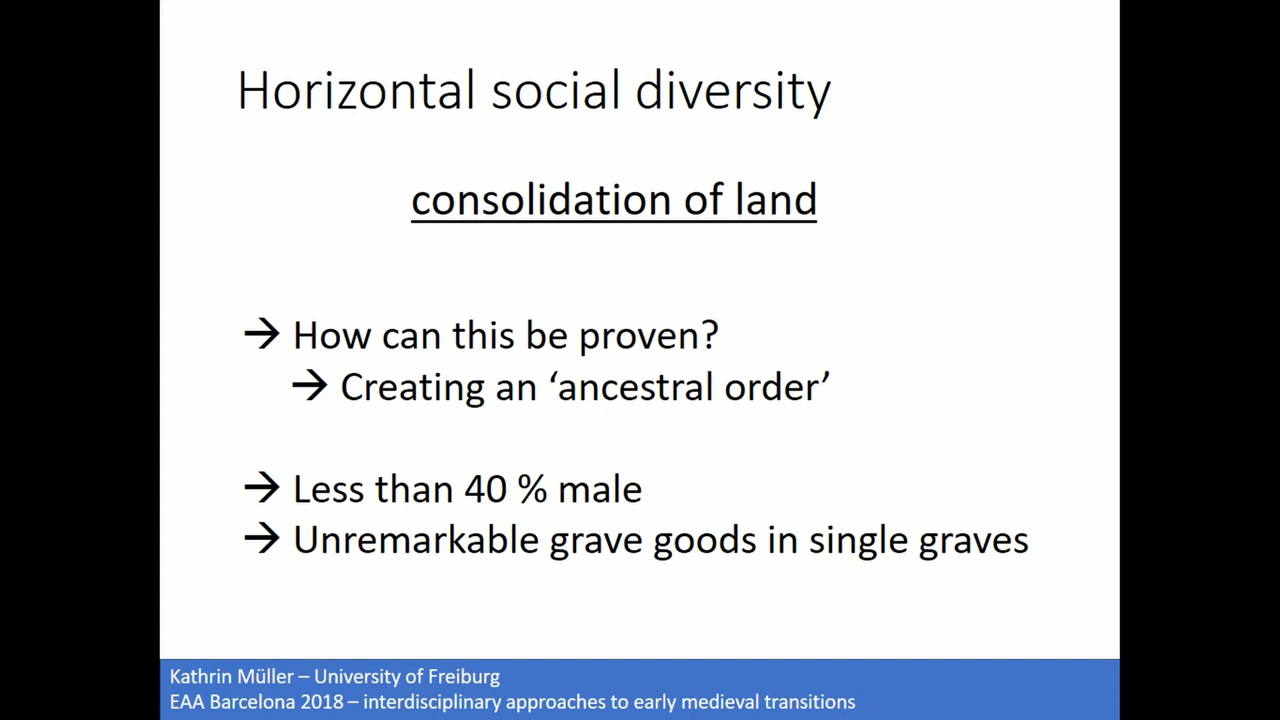 Horizontal social diversity
consolidation of land
→ How can this be proven?
→ Creating an ‘ancestral order’
→ Less than 40 % male
→ Unremarkable grave goods in single graves
Kathrin Müller – University of Freiburg
EAA Barcelona 2018 – interdisciplinary approaches to early medieval transitions